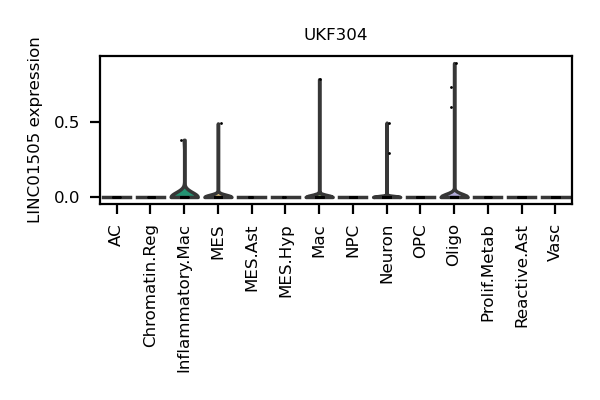 UKF304
LINC01505 expression
0.5
0.0
AC
Chromatin.Reg
Inflammatory.Mac
MES
MES.Ast
MES.Hyp
Mac
NPC
Neuron
OPC
Oligo
Prolif.Metab
Reactive.Ast
Vasc